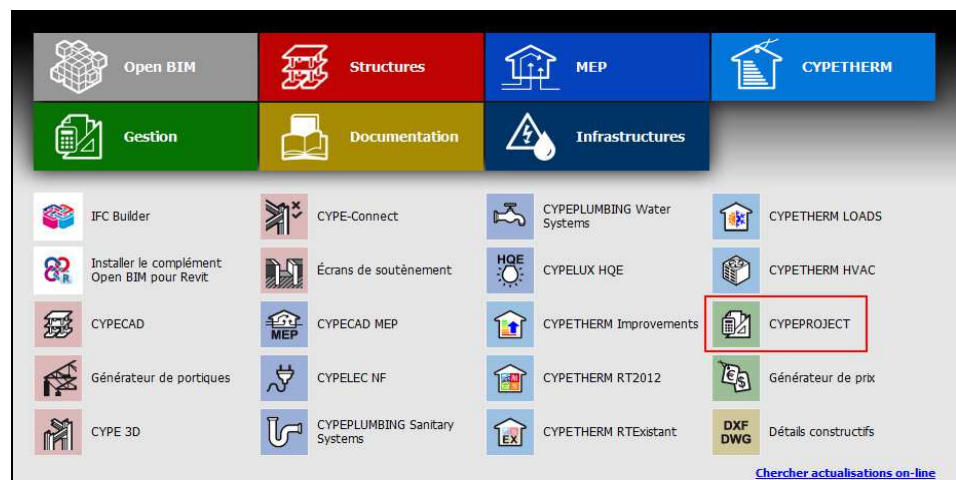 Open BIM
Structures
MEP
CYPETHERM
Gestion
Documentation
Infrastructures
IFC Builder
CYPE-Connect
CYPEPLUMBING Water
Systems
CYPETHERM LOADS
Installer le complément
Open BIM pour Revit
Écrans de soutènement
HQE
CYPELUX HQE
CYPETHERM HVAC
CYPECAD
MEP
CYPECAD MEP
CYPETHERM Improvements
CYPEPROJECT
Générateur de portiques
CYPELEC NF
CYPETHERM RT2012
€ $
Générateur de prix
CYPE 3D
CYPEPLUMBING Sanitary
Systems
EX
CYPETHERM RTExistant
DXF
DWG
Détails constructifs
Chercher actualisations on-line